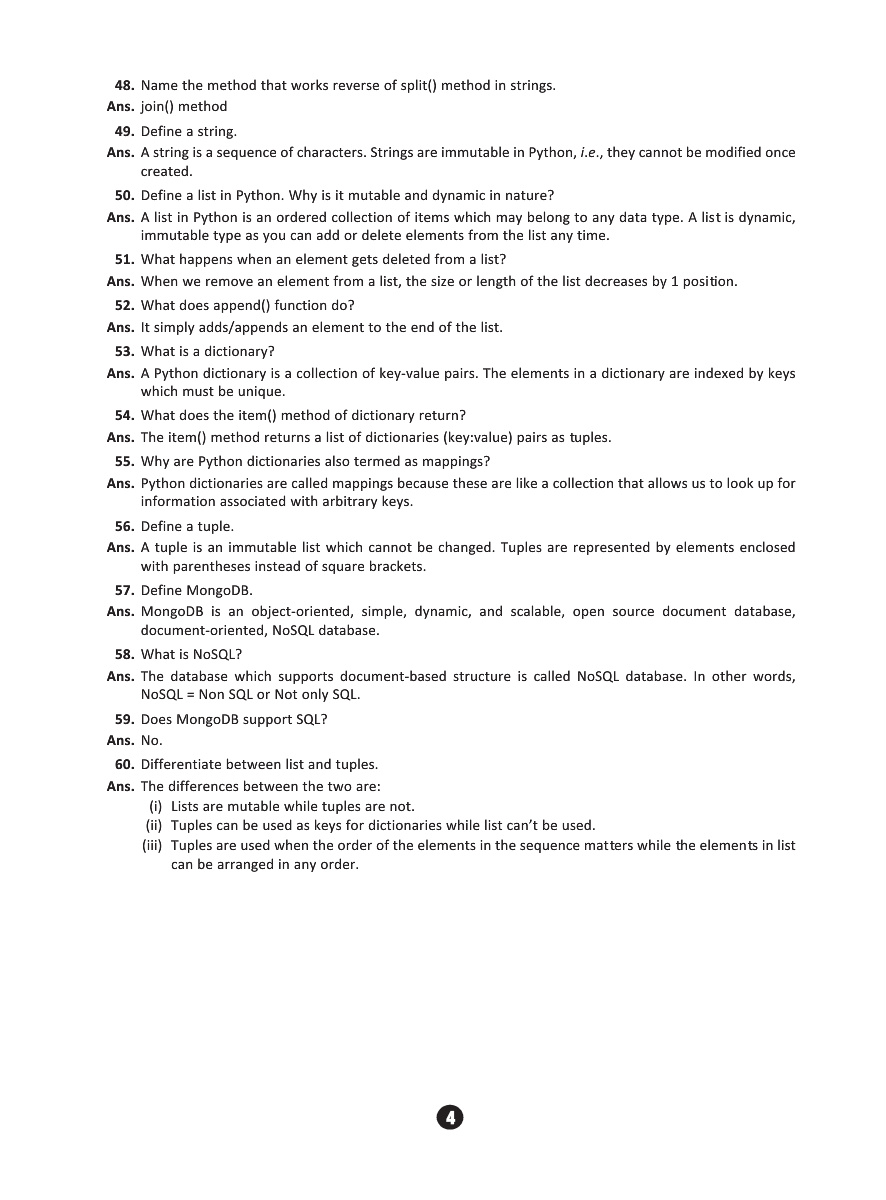 48. Name the method that works reverse of split() method in strings.
Ans. join() method
49. Define a string.
Ans. A string is a sequence of characters. Strings are immutable in Python, i.e., they cannot be modified once
created.
50. Define a list in Python. Why is it mutable and dynamic in nature?
Ans. A list in Python is an ordered collection of items which may belong to any data type. A list is dynamic,
immutable type as you can add or delete elements from the list any time.
51. What happens when an element gets deleted from a list?
Ans. When we remove an element from a list, the size or length of the list decreases by 1 position.
52. What does append() function do?
Ans. It simply adds/appends an element to the end of the list.
53. What is a dictionary?
Ans. A Python dictionary is a collection of key-value pairs. The elements in a dictionary are indexed by keys
which must be unique.
54. What does the item() method of dictionary return?
Ans. The item() method returns a list of dictionaries (key:value) pairs as tuples.
55. Why are Python dictionaries also termed as mappings?
Ans. Python dictionaries are called mappings because these are like a collection that allows us to look up for
information associated with arbitrary keys.
56. Define a tuple.
Ans. A tuple is an immutable list which cannot be changed. Tuples are represented by elements enclosed
with parentheses instead of square brackets.
57. Define MongoDB.
Ans. MongoDB is an object-oriented, simple, dynamic, and scalable, open source document database,
document-oriented, NoSQL database.
58. What is NoSQL?
Ans. The database which supports document-based structure is called NoSQL database. In other words,
NoSQL = Non SQL or Not only SQL.
59. Does MongoDB support SQL?
Ans. No.
60. Differentiate between list and tuples.
Ans. The differences between the two are:
(i) Lists are mutable while tuples are not.
(ii) Tuples can be used as keys for dictionaries while list can't be used.
(iii) Tuples are used when the order of the elements in the sequence matters while the elements in list
can be arranged in any order.
4